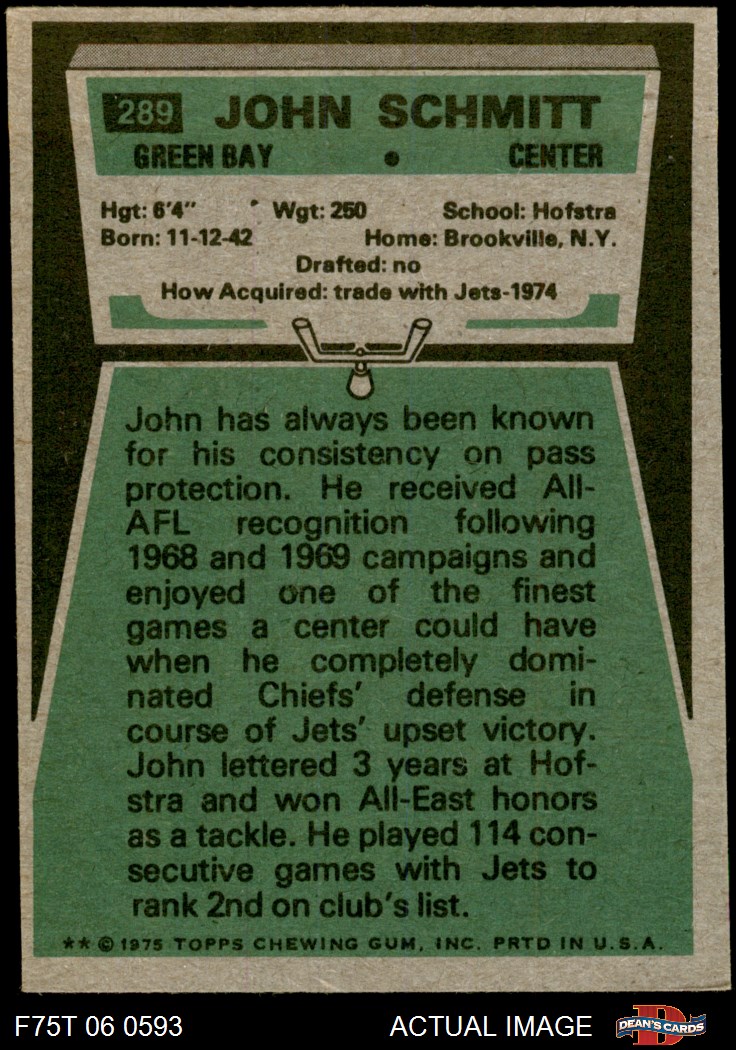 289 JOHN SCHMITT
GREEN BAY • CENTER
Hgt: 6'4" Wgt: 250 School: Hofstra
Born: 11-12-42 Home: Brookville, N.Y.
Drafted: no
How Acquired: trade with Jets-1974
John has always been known
for his consistency on pass
protection. He received All-
AFL recognition following
1968 and 1969 campaigns and
enjoyed one of the finest
games a center could have
when he completely domi-
nated Chiefs' defense in
course of Jets' upset victory.
John lettered 3 years at Hof-
stra and won All-East honors
as a tackle. He played 114 con-
secutive games with Jets to
rank 2nd on club's list.
** © 1975 TOPPS CHEWING GUM, INC. PRTD IN U.S.A.
F75T 06 0593 ACTUAL IMAGE D DEAN'S CARDS